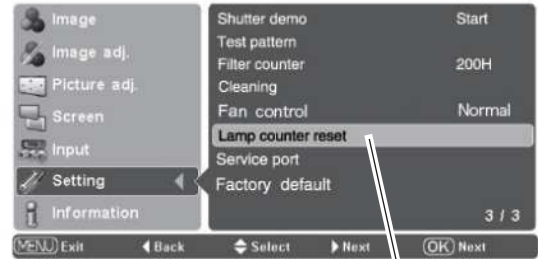 Image
Image adj.
Picture adj.
Screen
Input
Setting
Information
Shutter demo Start
Test pattern
Filter counter 200H
Cleaning
Fan control Normal
Lamp counter reset
Service port
Factory default
3 / 3
MENU Exit Back Select Next OK Next